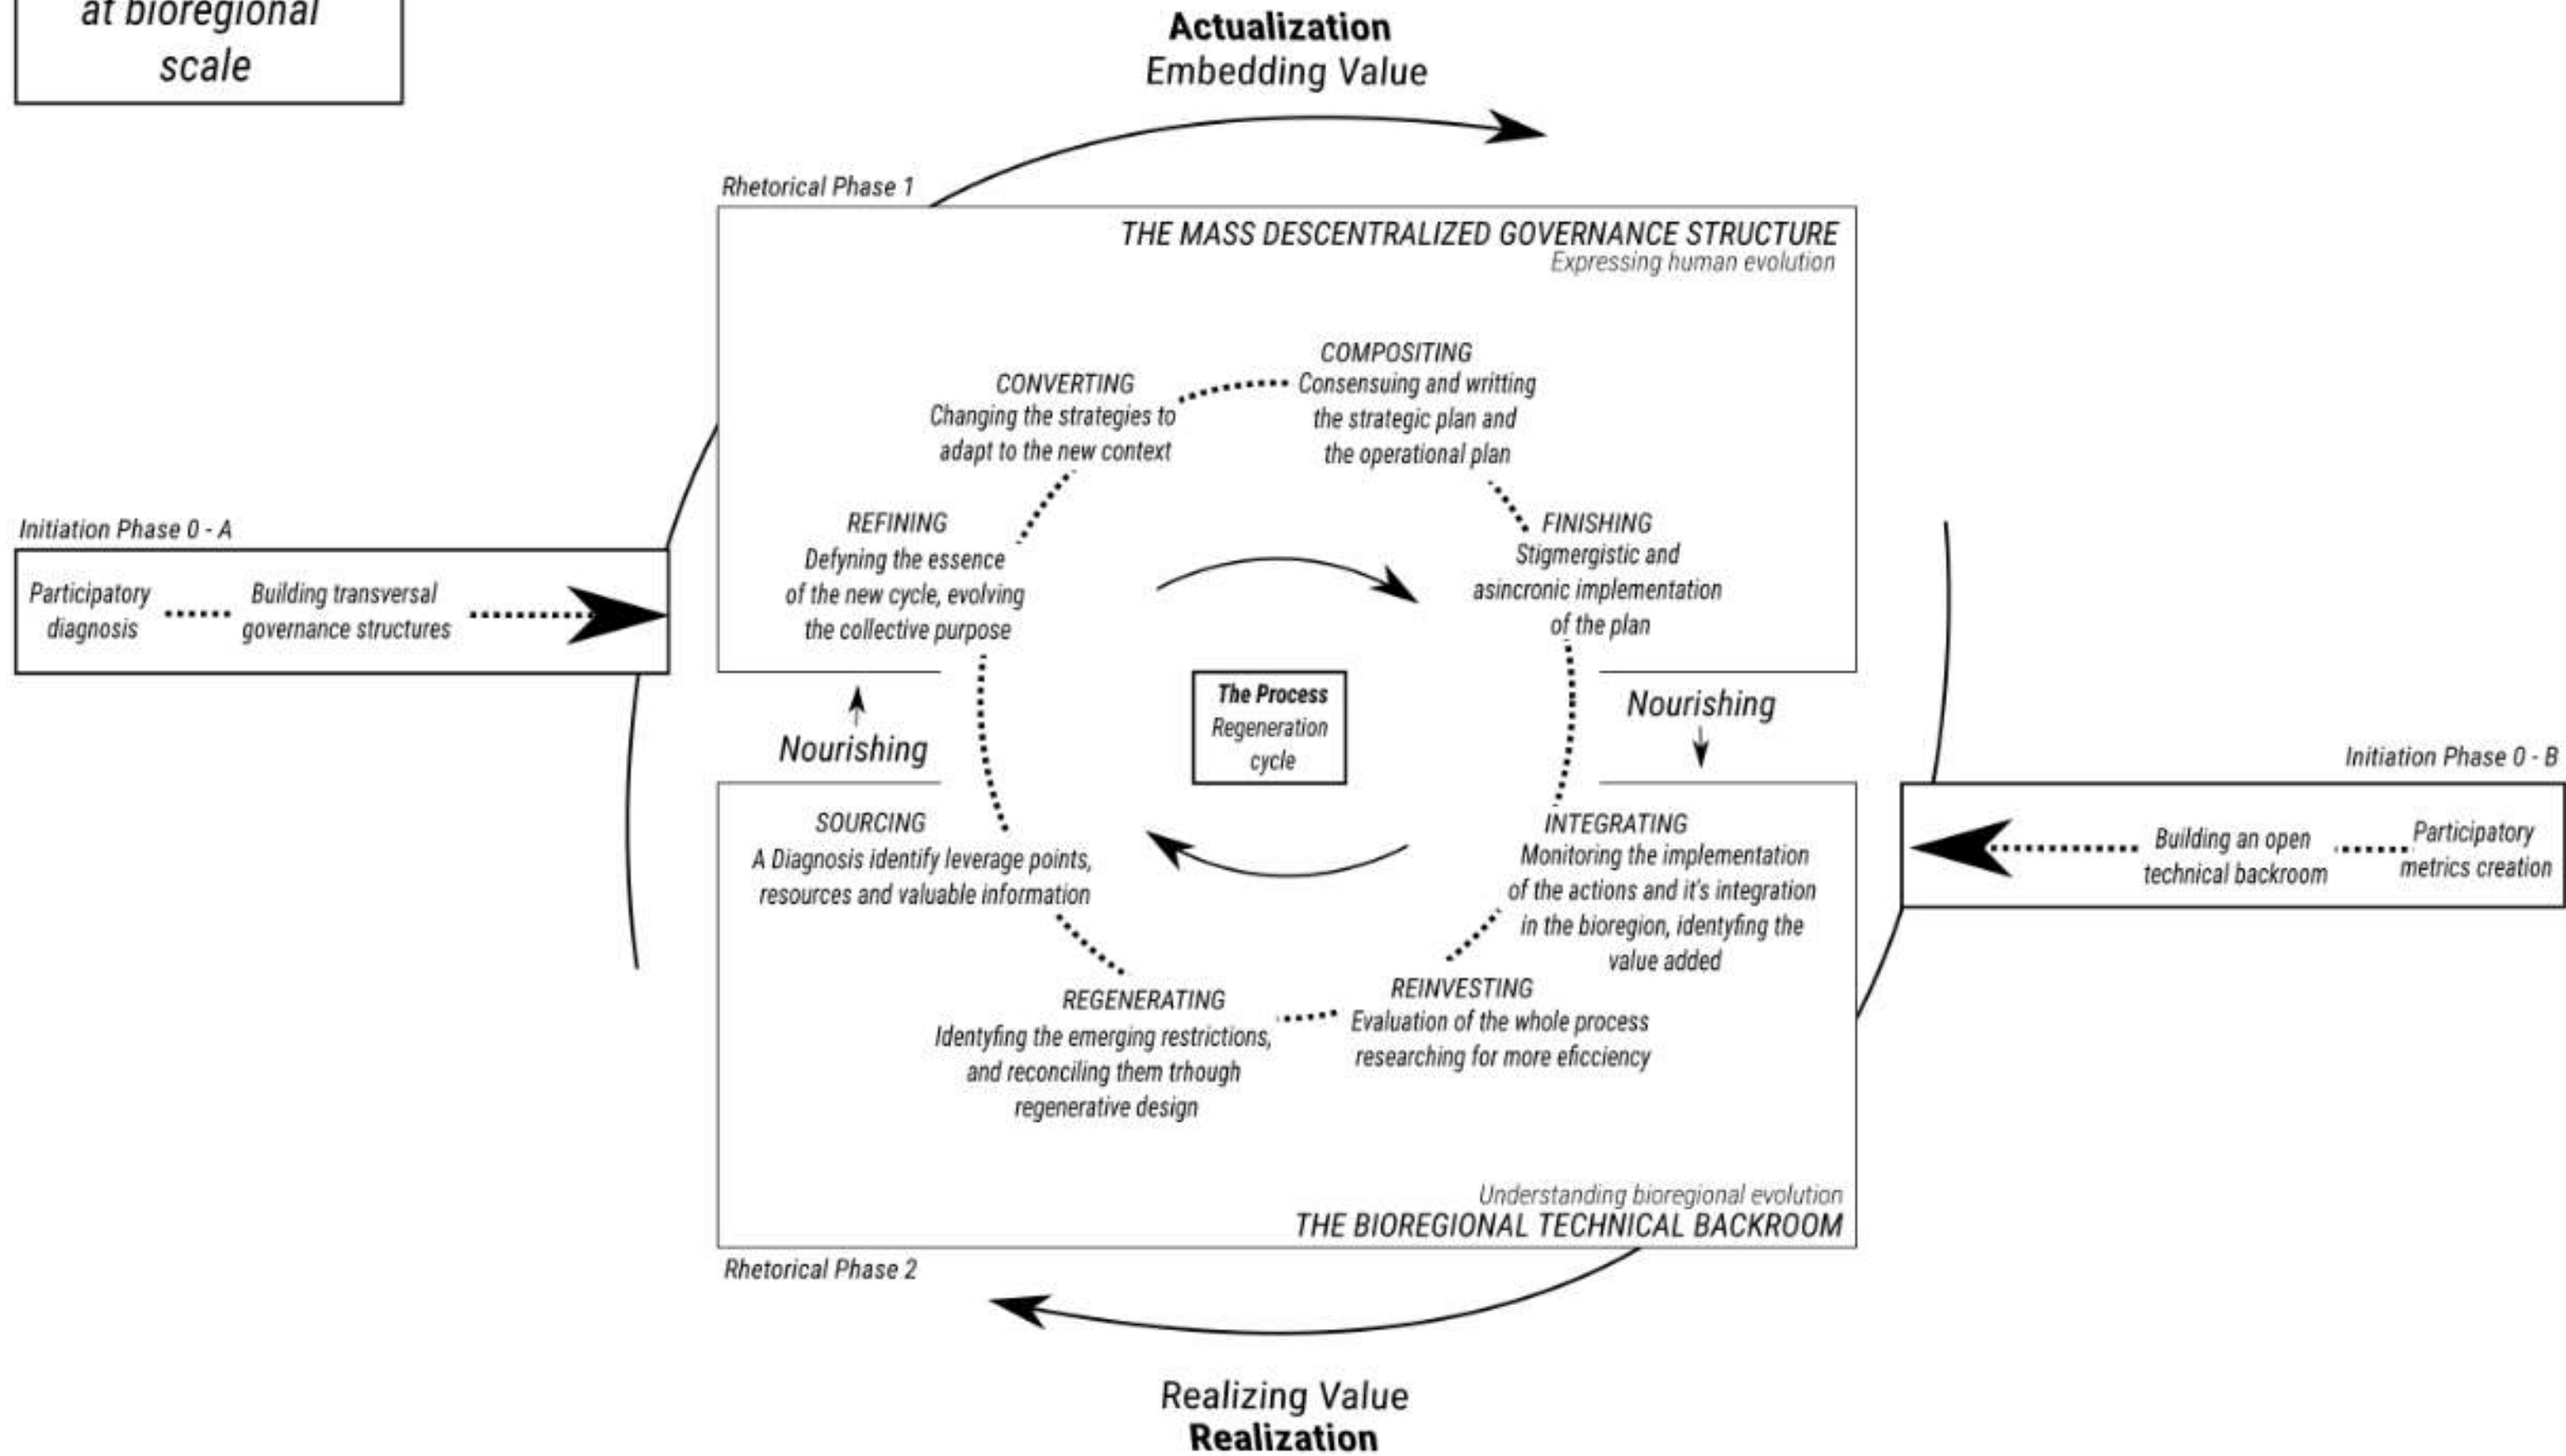 at bioregional
scale
Actualization
Embedding Value
Rhetorical Phase 1
THE MASS DESCENTRALIZED GOVERNANCE STRUCTURE
Expressing human evolution
COMPOSITING
Consensuing and writting
the strategic plan and
the operational plan
CONVERTING
Changing the strategies to
adapt to the new context
REFINING
Defyning the essence
of the new cycle, evolving
the collective purpose
FINISHING
Stigmergistic and
asincronic implementation
of the plan
Initiation Phase 0 - A
Participatory
diagnosis
Building transversal
governance structures
The Process
Regeneration
cycle
Nourishing
Nourishing
Initiation Phase 0 - B
Building an open
technical backroom
Participatory
metrics creation
SOURCING
A Diagnosis identify leverage points,
resources and valuable information
INTEGRATING
Monitoring the implementation
of the actions and it's integration
in the bioregion, identyfing the
value added
REGENERATING
Identyfing the emerging restrictions,
and reconciling them trhough
regenerative design
REINVESTING
Evaluation of the whole process
researching for more eficciency
Understanding bioregional evolution
THE BIOREGIONAL TECHNICAL BACKROOM
Rhetorical Phase 2
Realizing Value
Realization